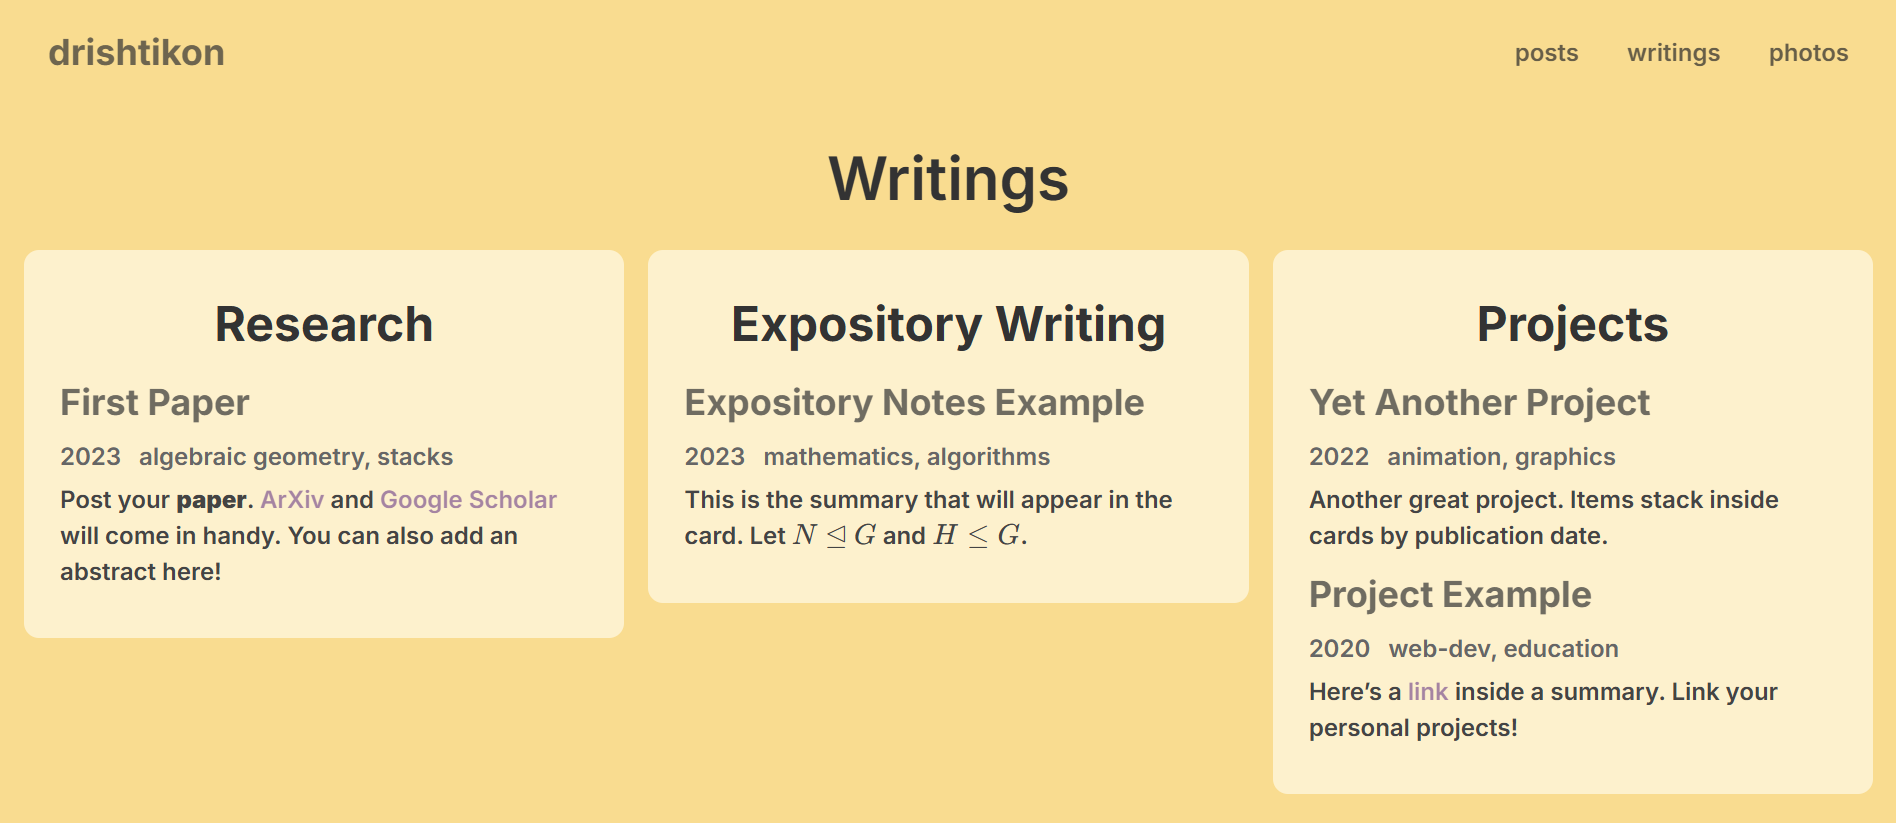 drishtikon
posts writings photos
Writings
Research
First Paper
2023 algebraic geometry, stacks
Post your paper. ArXiv and Google Scholar
will come in handy. You can also add an
abstract here!
Expository Writing
Expository Notes Example
2023 mathematics, algorithms
This is the summary that will appear in the
card. Let N ⊴ G and H ≤ G.
Projects
Yet Another Project
2022 animation, graphics
Another great project. Items stack inside
cards by publication date.
Project Example
2020 web-dev, education
Here’s a link inside a summary. Link your
personal projects!